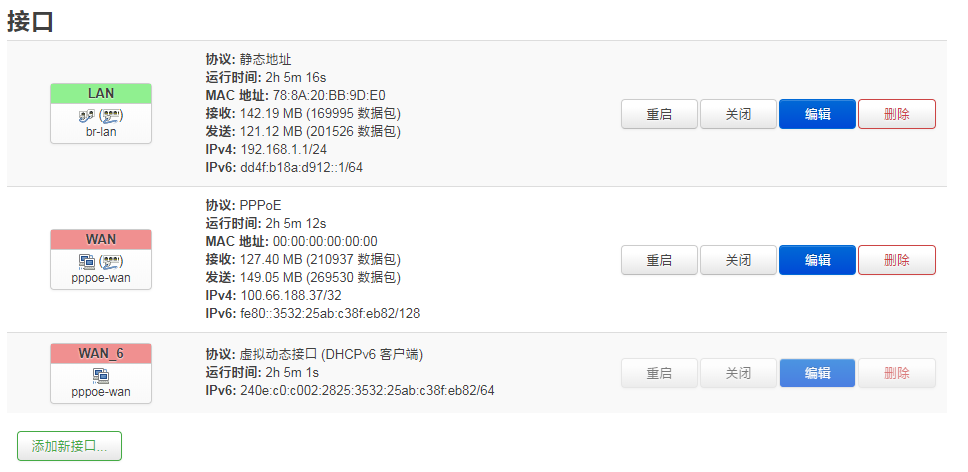 接口
LAN
br-lan
协议: 静态地址
运行时间: 2h 5m 16s
MAC 地址: 78:8A:20:BB:9D:E0
接收: 142.19 MB (169995 数据包)
发送: 121.12 MB (201526 数据包)
IPv4: 192.168.1.1/24
IPv6: dd4f:b18a:d912::1/64
重启 关闭 编辑 删除
WAN
pppoe-wan
协议: PPPoE
运行时间: 2h 5m 12s
MAC 地址: 00:00:00:00:00:00
接收: 127.40 MB (210937 数据包)
发送: 149.05 MB (269530 数据包)
IPv4: 100.66.188.37/32
IPv6: fe80::3532:25ab:c38f:eb82/128
重启 关闭 编辑 删除
WAN_6
pppoe-wan
协议: 虚拟动态接口 (DHCPv6 客户端)
运行时间: 2h 5m 1s
IPv6: 240e:c0:c002:2825:3532:25ab:c38f:eb82/64
重启 关闭 编辑 删除
添加新接口...